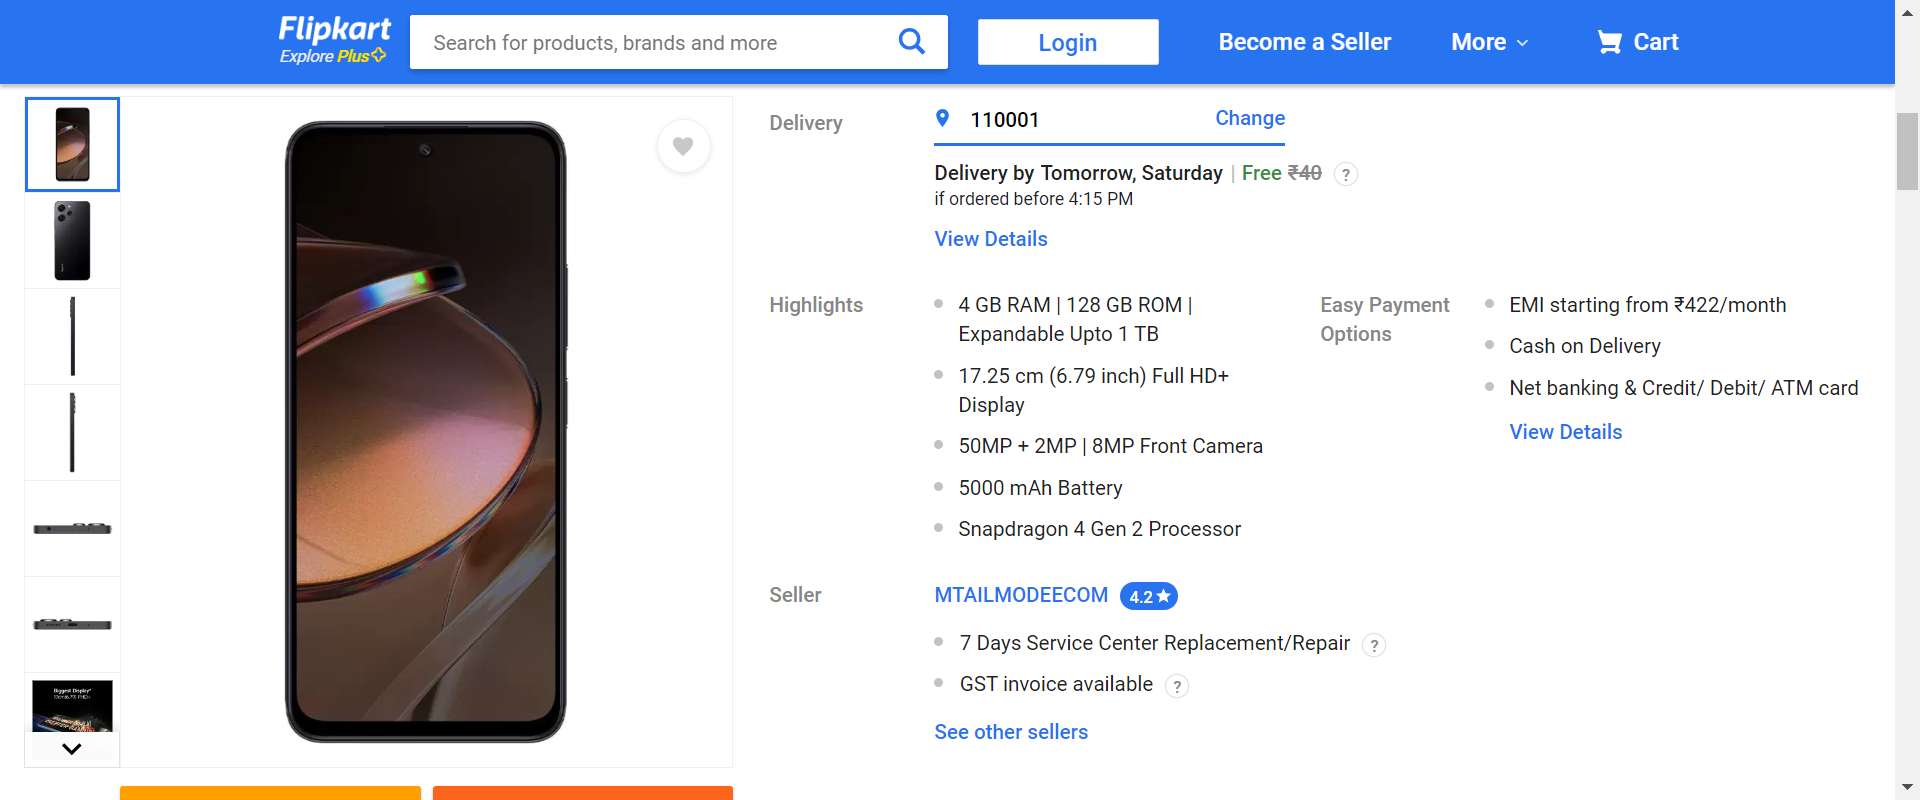 Flipkart
Explore Plus
Search for products, brands and more
Login
Become a Seller
More
Cart
Delivery
110001
Change
Delivery by Tomorrow, Saturday | Free ₹40 ?
if ordered before 4:15 PM
View Details
Highlights
4 GB RAM | 128 GB ROM |
Expandable Upto 1 TB
17.25 cm (6.79 inch) Full HD+
Display
50MP + 2MP | 8MP Front Camera
5000 mAh Battery
Snapdragon 4 Gen 2 Processor
Easy Payment
Options
EMI starting from ₹422/month
Cash on Delivery
Net banking & Credit/ Debit/ ATM card
View Details
Seller
MTAILMODEECOM 4.2★
7 Days Service Center Replacement/Repair ?
GST invoice available ?
See other sellers
Biggest Display*